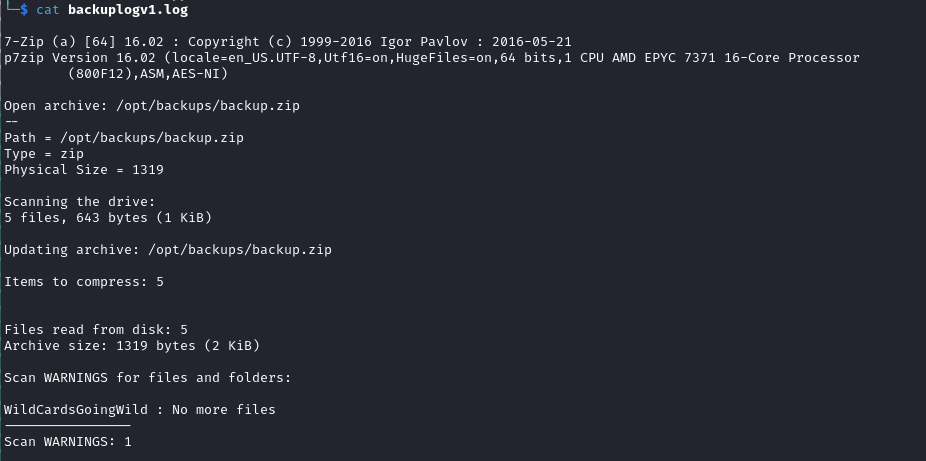 └─$ cat backuplogv1.log
7-Zip (a) [64] 16.02 : Copyright (c) 1999-2016 Igor Pavlov : 2016-05-21
p7zip Version 16.02 (locale=en_US.UTF-8,Utf16=on,HugeFiles=on,64 bits,1 CPU AMD EPYC 7371 16-Core Processor
(800F12),ASM,AES-NI)
Open archive: /opt/backups/backup.zip
--
Path = /opt/backups/backup.zip
Type = zip
Physical Size = 1319
Scanning the drive:
5 files, 643 bytes (1 KiB)
Updating archive: /opt/backups/backup.zip
Items to compress: 5
Files read from disk: 5
Archive size: 1319 bytes (2 KiB)
Scan WARNINGS for files and folders:
WildCardsGoingWild : No more files
----------------
Scan WARNINGS: 1